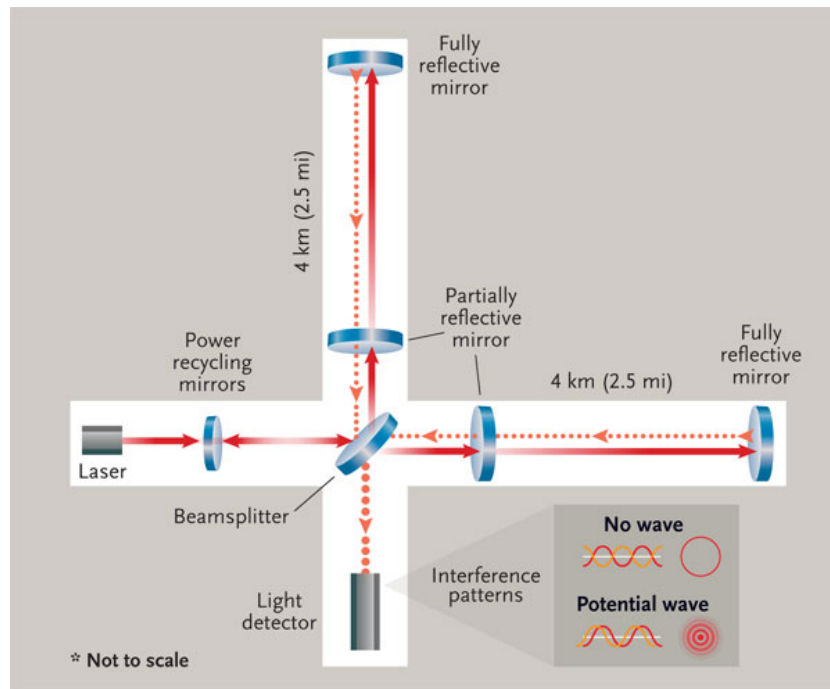 Fully
reflective
mirror
4 km (2.5 mi)
Partially
reflective
mirror
Power
recycling
mirrors
Fully
reflective
mirror
4 km (2.5 mi)
Laser
Beamsplitter
Light
detector
Interference
patterns
No wave
Potential wave
* Not to scale